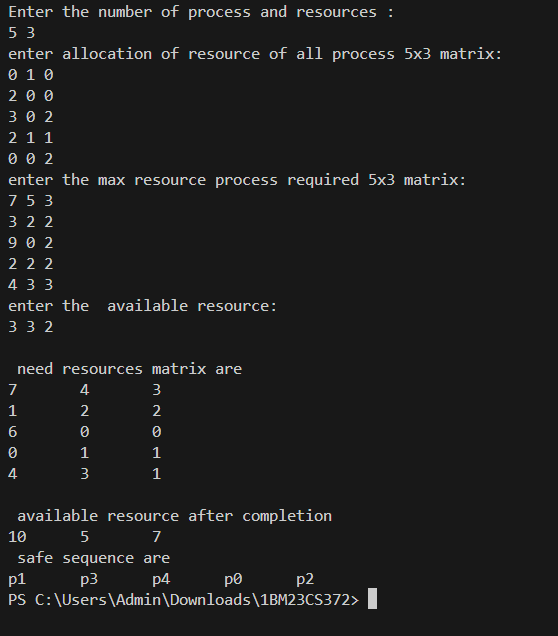 Enter the number of process and resources :
5 3
enter allocation of resource of all process 5x3 matrix:
0 1 0
2 0 0
3 0 2
2 1 1
0 0 2
enter the max resource process required 5x3 matrix:
7 5 3
3 2 2
9 0 2
2 2 2
4 3 3
enter the  available resource:
3 3 2
need resources matrix are
7 4 3
1 2 2
6 0 0
0 1 1
4 3 1
available resource after completion
10 5 7
safe sequence are
p1 p3 p4 p0 p2
PS C:\Users\Admin\Downloads\1BM23CS372>